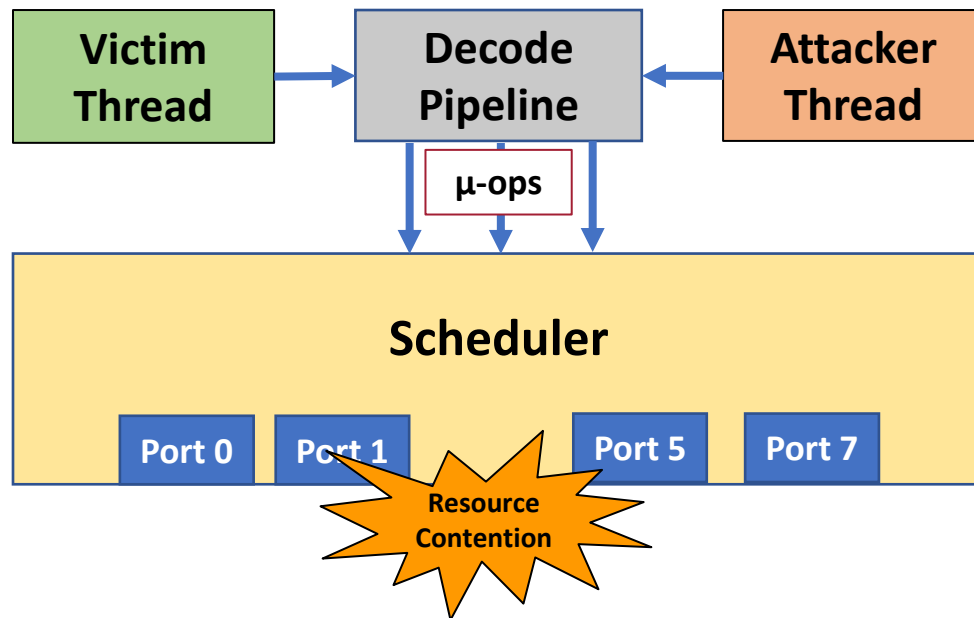 Victim
Thread
Decode
Pipeline
Attacker
Thread
μ-ops
Scheduler
Port 0
Port 1
Port 5
Port 7
Resource
Contention